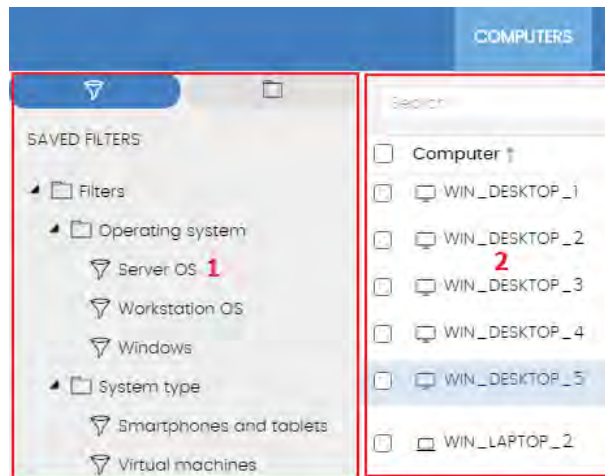 COMPUTERS
SAVED FILTERS
Filters
Operating system
Server OS 1
Workstation OS
Windows
System type
Smartphones and tablets
Virtual machines
Search
Computer ↑
WIN_DESKTOP_1
WIN_DESKTOP_2
2
WIN_DESKTOP_3
WIN_DESKTOP_4
WIN_DESKTOP_5
WIN_LAPTOP_2